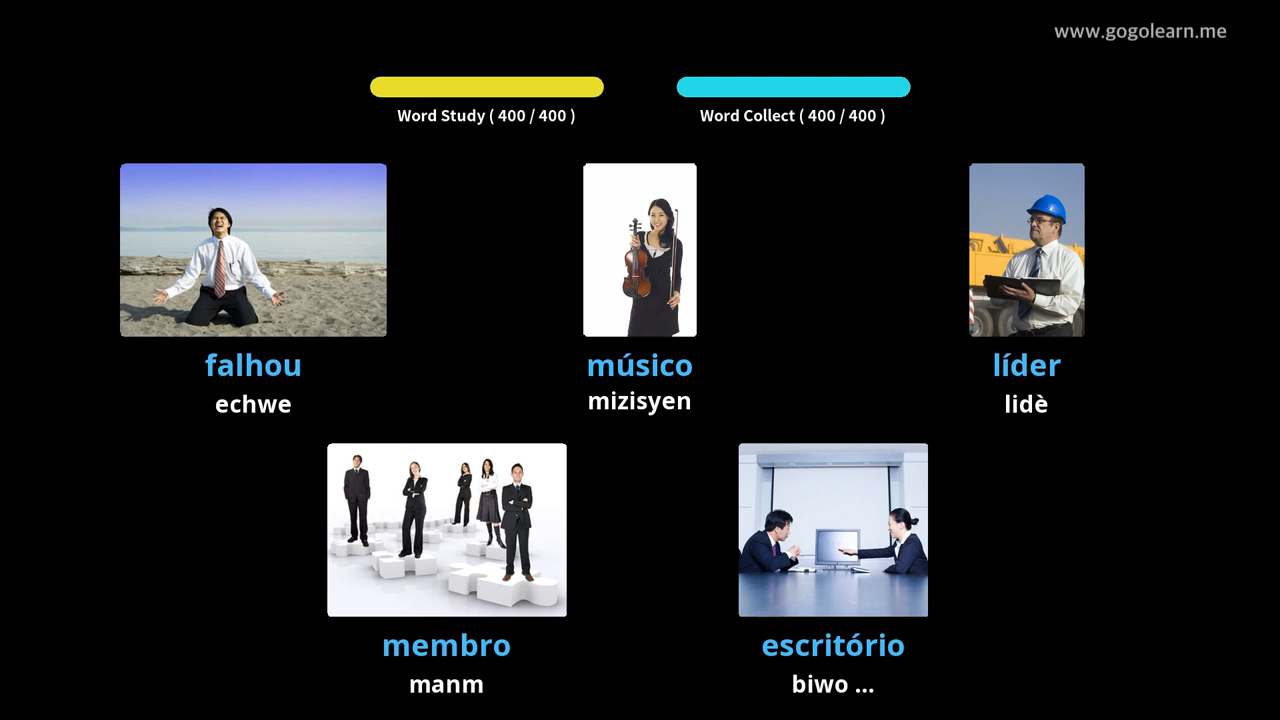 www.gogolearn.me
Word Study ( 400 / 400 )
Word Collect ( 400 / 400 )
falhou
echwe
músico
mizisyen
líder
lidè
membro
manm
escritório
biwo ...